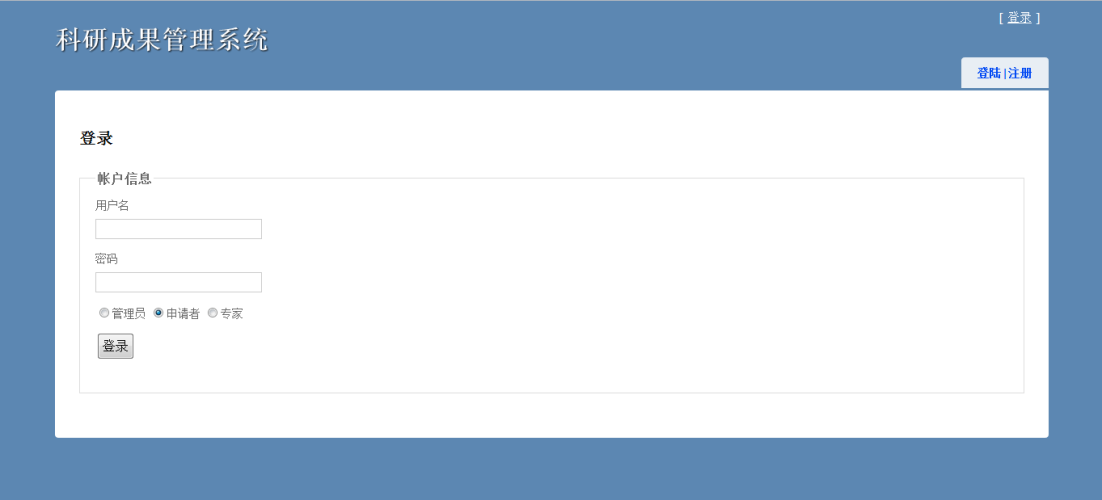 [ 登录 ]
科研成果管理系统
登陆|注册
登录
帐户信息
用户名
密码
管理员 申请者 专家
登录